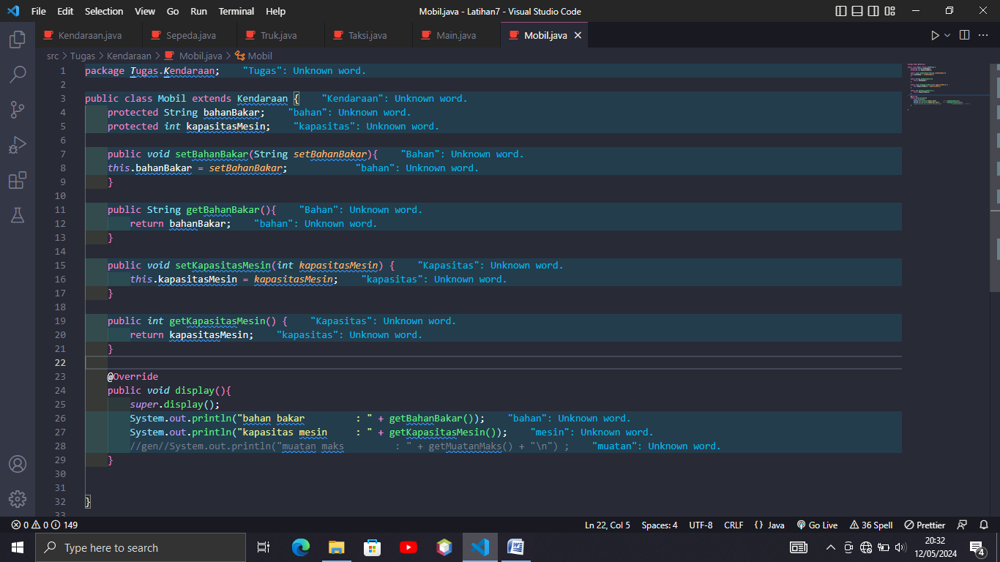 File Edit Selection View Go Run Terminal Help Mobil.java - Latihan7 - Visual Studio Code
Kendaraan.java Sepeda.java Truk.java Taksi.java Main.java Mobil.java
src > Tugas > Kendaraan > Mobil.java > Mobil
1 package Tugas.Kendaraan; "Tugas": Unknown word.
2
3 public class Mobil extends Kendaraan { "Kendaraan": Unknown word.
4 protected String bahanBakar; "bahan": Unknown word.
5 protected int kapasitasMesin; "kapasitas": Unknown word.
6
7 public void setBahanBakar(String setBahanBakar){ "Bahan": Unknown word.
8 this.bahanBakar = setBahanBakar; "bahan": Unknown word.
9 }
10
11 public String getBahanBakar(){ "Bahan": Unknown word.
12 return bahanBakar; "bahan": Unknown word.
13 }
14
15 public void setKapasitasMesin(int kapasitasMesin) { "Kapasitas": Unknown word.
16 this.kapasitasMesin = kapasitasMesin; "kapasitas": Unknown word.
17 }
18
19 public int getKapasitasMesin() { "Kapasitas": Unknown word.
20 return kapasitasMesin; "kapasitas": Unknown word.
21 }
22
23 @Override
24 public void display(){
25 super.display();
26 System.out.println("bahan bakar : " + getBahanBakar()); "bahan": Unknown word.
27 System.out.println("kapasitas mesin : " + getKapasitasMesin()); "mesin": Unknown word.
28 //gen//System.out.println("muatan maks : " + getMuatanMaks() + "\n") ; "muatan": Unknown word.
29 }
30
31
32 }
33
0 0 149 Ln 22, Col 5 Spaces: 4 UTF-8 CRLF {} Java Go Live 36 Spell Prettier
Type here to search 20:32
12/05/2024 4